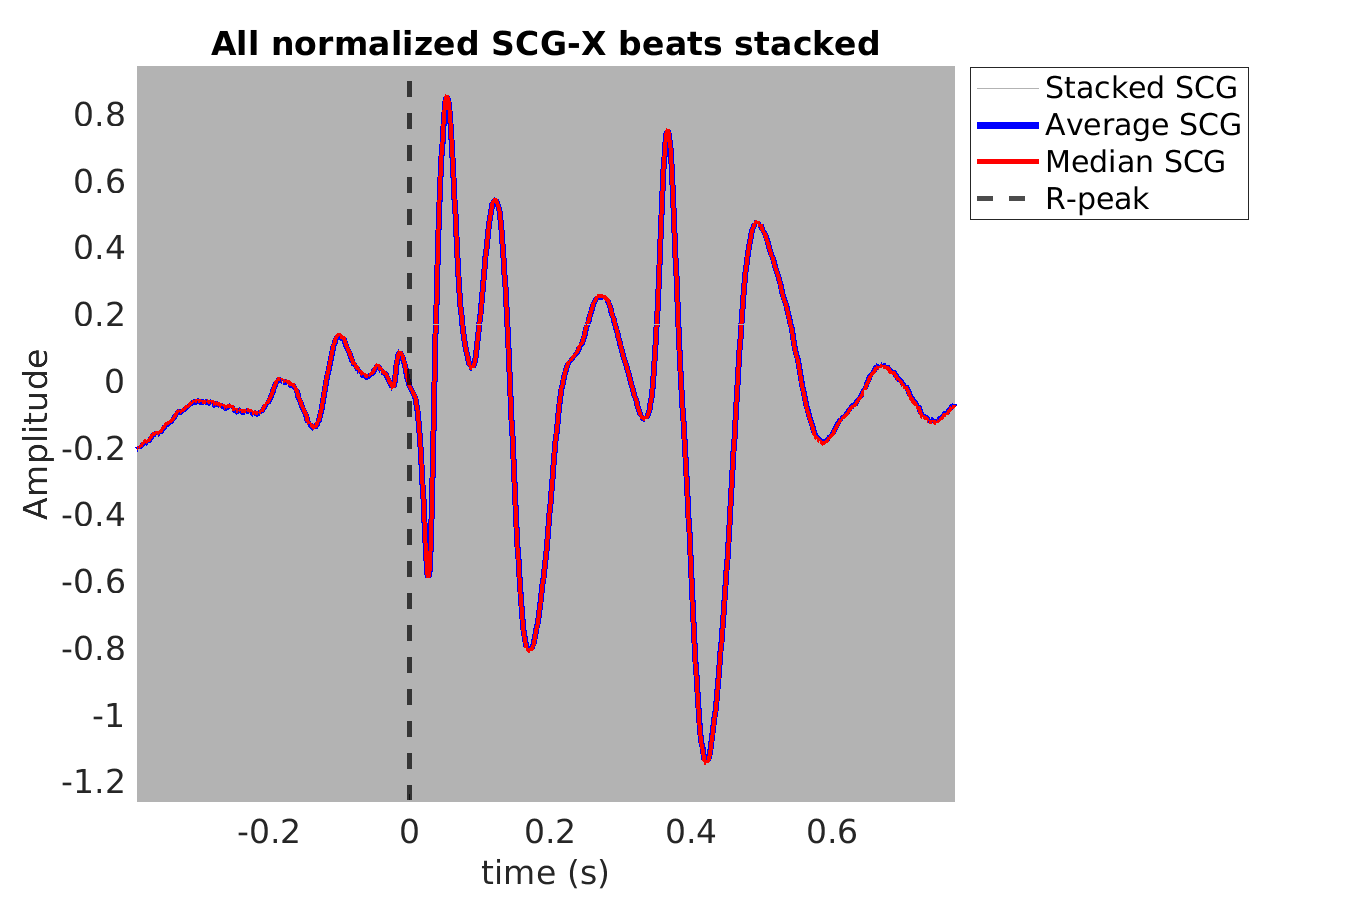 All normalized SCG-X beats stacked
Stacked SCG
Average SCG
Median SCG
R-peak
0.8
0.6
0.4
0.2
0
-0.2
-0.4
-0.6
-0.8
-1
-1.2
Amplitude
-0.2 0 0.2 0.4 0.6
time (s)